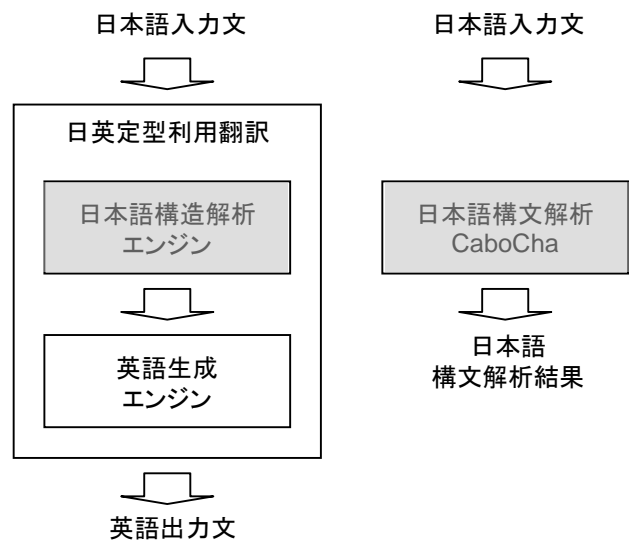 日本語入力文
日英定型利用翻訳
日本語構造解析
エンジン
英語生成
エンジン
英語出力文
日本語入力文
日本語構文解析
CaboCha
日本語
構文解析結果